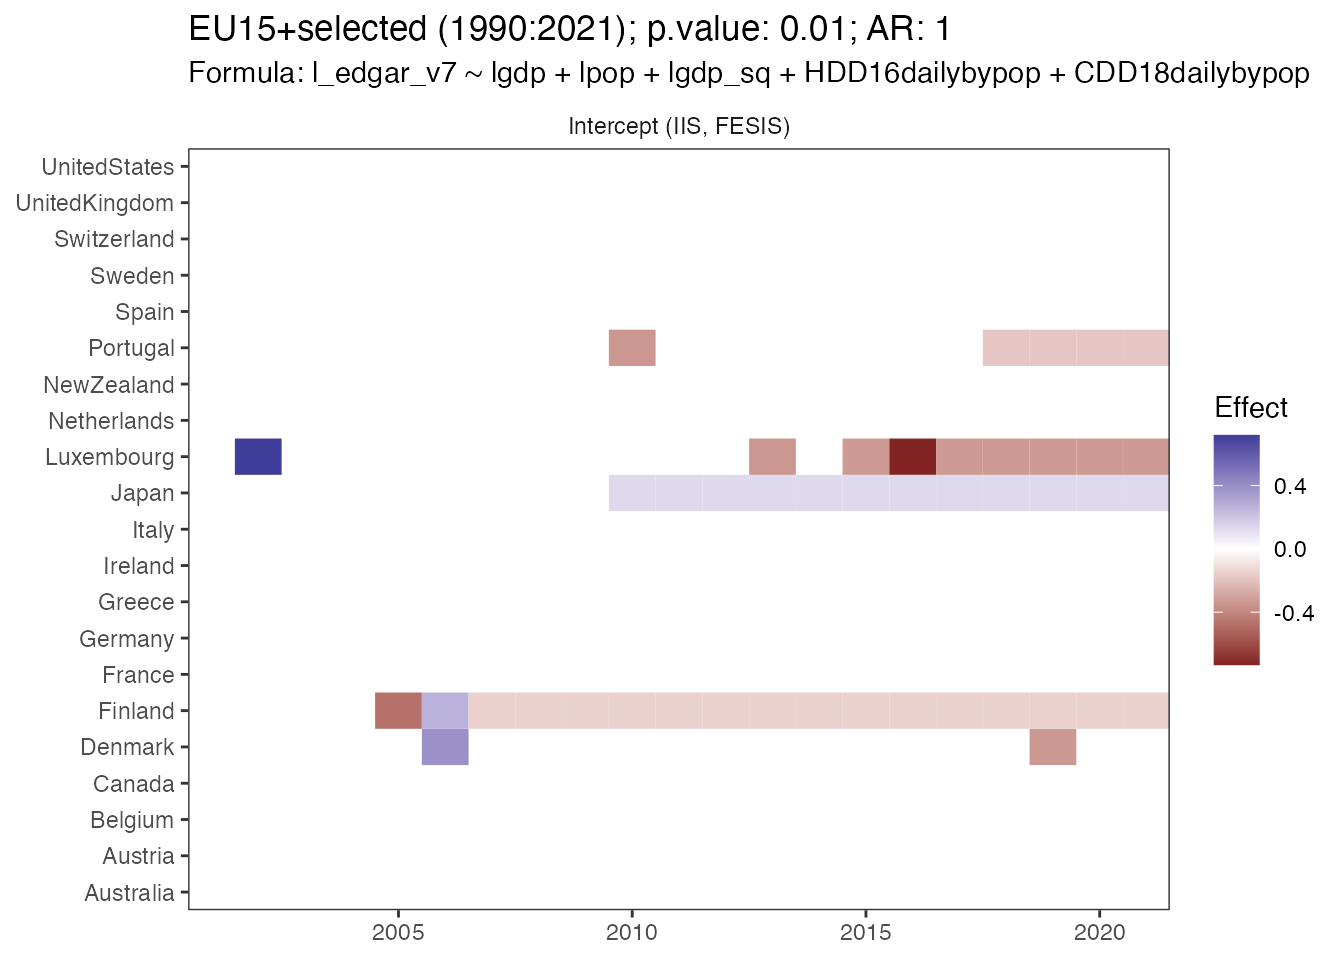 EU15+selected (1990:2021); p.value: 0.01; AR: 1
Formula: l_edgar_v7 ~ lgdp + lpop + lgdp_sq + HDD16dailybypop + CDD18dailybypop
Intercept (IIS, FESIS)
UnitedStates
UnitedKingdom
Switzerland
Sweden
Spain
Portugal
NewZealand
Netherlands
Luxembourg
Japan
Italy
Ireland
Greece
Germany
France
Finland
Denmark
Canada
Belgium
Austria
Australia
2005 2010 2015 2020
Effect
0.4
0.0
-0.4